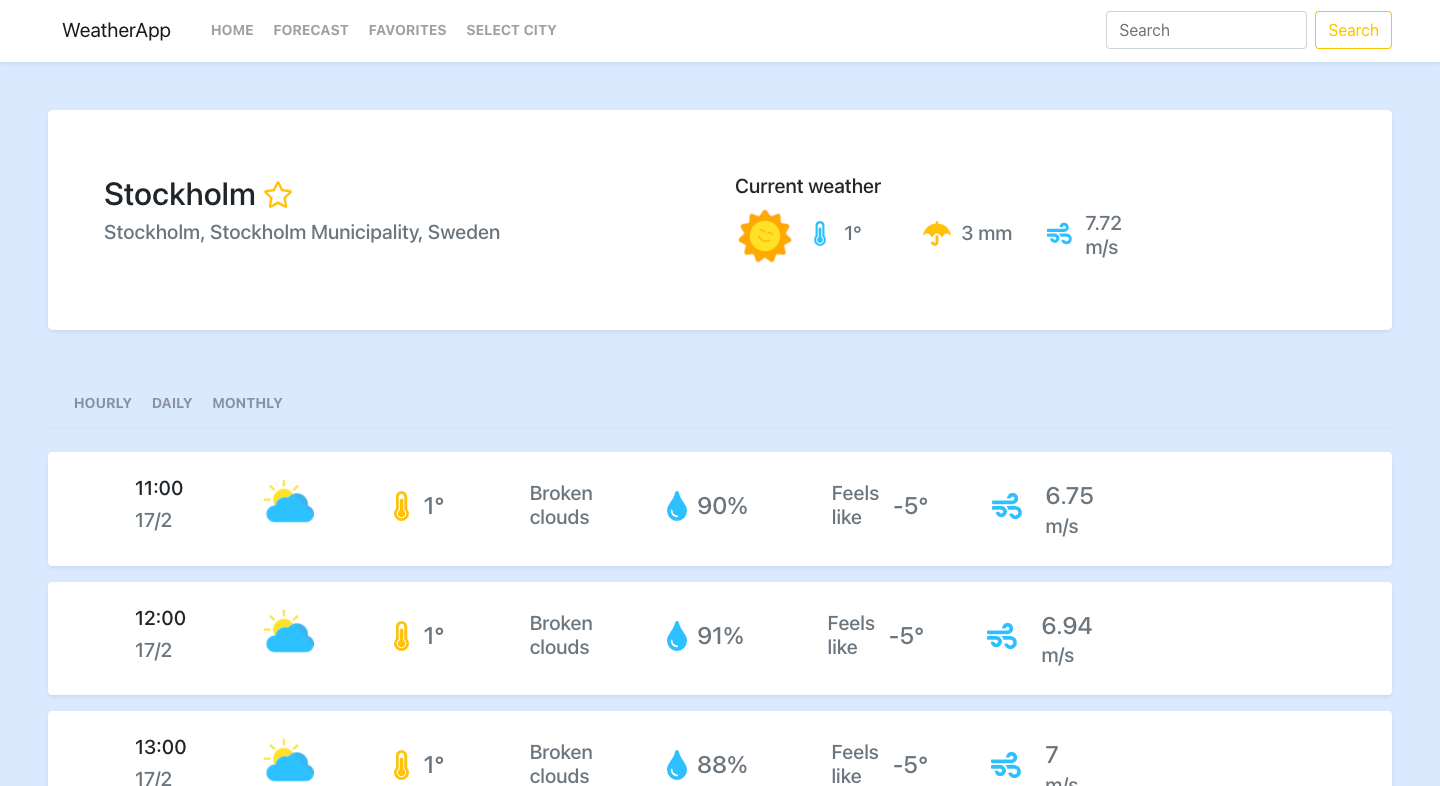 WeatherApp HOME FORECAST FAVORITES SELECT CITY Search Search
Stockholm
Stockholm, Stockholm Municipality, Sweden
Current weather
1° 3 mm 7.72 m/s
HOURLY DAILY MONTHLY
11:00
17/2
1°
Broken
clouds
90%
Feels
like
-5°
6.75
m/s
12:00
17/2
1°
Broken
clouds
91%
Feels
like
-5°
6.94
m/s
13:00
17/2
1°
Broken
clouds
88%
Feels
like
-5°
7
m/s